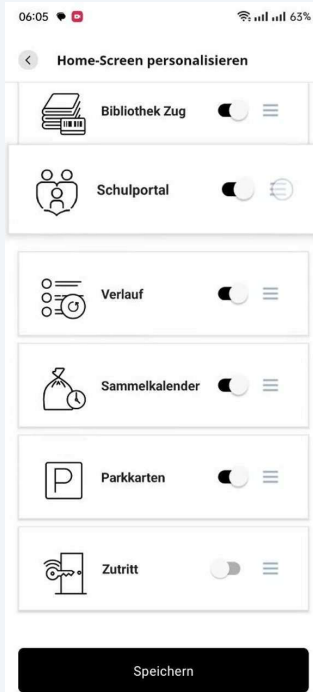 06:05 63%
Home-Screen personalisieren
Bibliothek Zug
Schulportal
Verlauf
Sammelkalender
P Parkkarten
Zutritt
Speichern